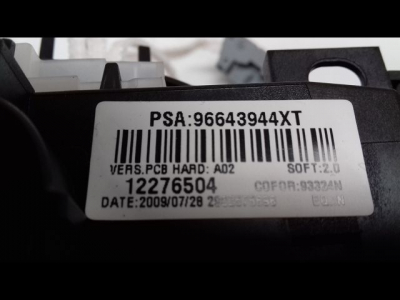 PSA:96643944XT
VERS.PCB HARD: A02 SOFT:2.0
12276504 COFOR:93324N
DATE:2009/07/28